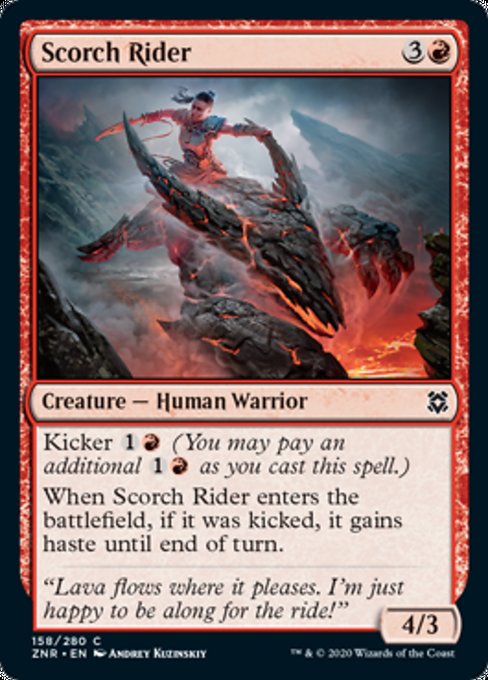 Scorch Rider 3
Creature — Human Warrior
Kicker 1 (You may pay an
additional 1 as you cast this spell.)
When Scorch Rider enters the
battlefield, if it was kicked, it gains
haste until end of turn.
“Lava flows where it pleases. I’m just
happy to be along for the ride!”
4/3
158/280 C
ZNR • EN Andrey Kuzinskiy
™ & © 2020 Wizards of the Coast